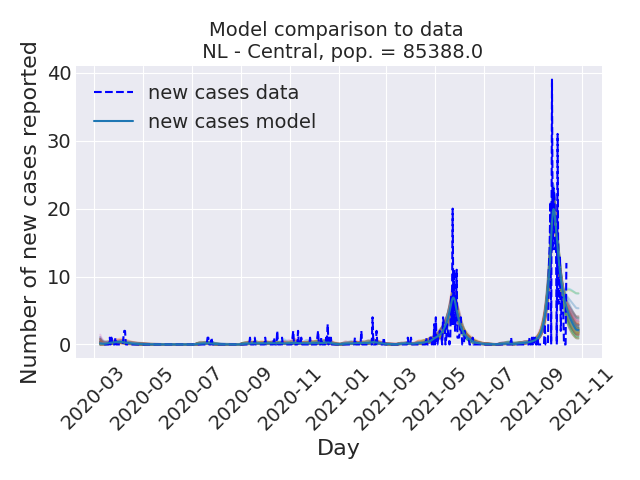 Model comparison to data
NL - Central, pop. = 85388.0
Number of new cases reported
40
30
20
10
0
new cases data
new cases model
2020-03
2020-05
2020-07
2020-09
2020-11
2021-01
2021-03
2021-05
2021-07
2021-09
2021-11
Day